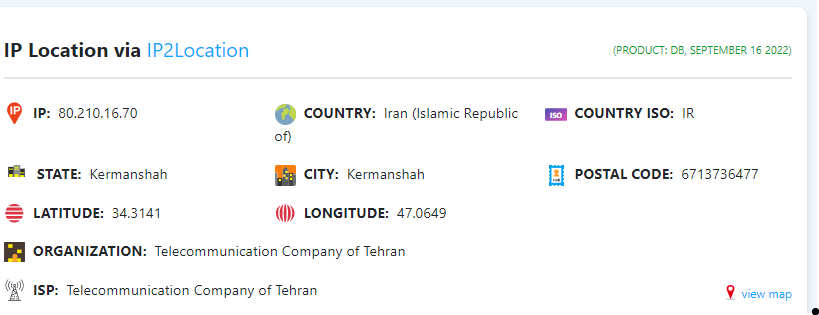 IP Location via IP2Location
(PRODUCT: DB, SEPTEMBER 16 2022)
IP
IP: 80.210.16.70
COUNTRY: Iran (Islamic Republic
of)
ISO
COUNTRY ISO: IR
STATE: Kermanshah
CITY: Kermanshah
POSTAL CODE: 6713736477
LATITUDE: 34.3141
LONGITUDE: 47.0649
ORGANIZATION: Telecommunication Company of Tehran
ISP: Telecommunication Company of Tehran
view map